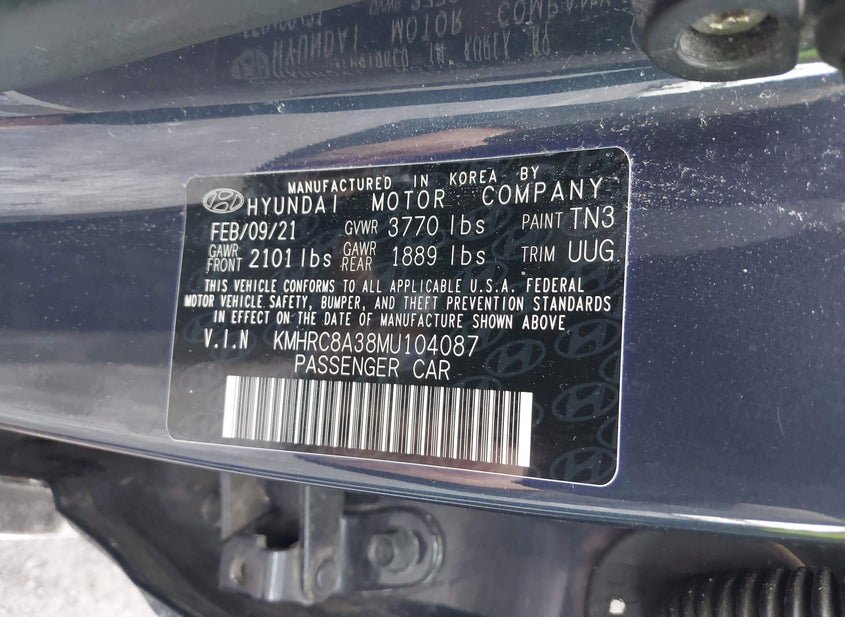 MANUFACTURED IN KOREA BY
HYUNDAI MOTOR COMPANY
FEB/09/21 GVWR 3770 lbs PAINT TN3
GAWR FRONT 2101 lbs GAWR REAR 1889 lbs TRIM UUG
THIS VEHICLE CONFORMS TO ALL APPLICABLE U.S.A. FEDERAL
MOTOR VEHICLE SAFETY, BUMPER, AND THEFT PREVENTION STANDARDS
IN EFFECT ON THE DATE OF MANUFACTURE SHOWN ABOVE
V.I.N KMHRC8A38MU104087
PASSENGER CAR